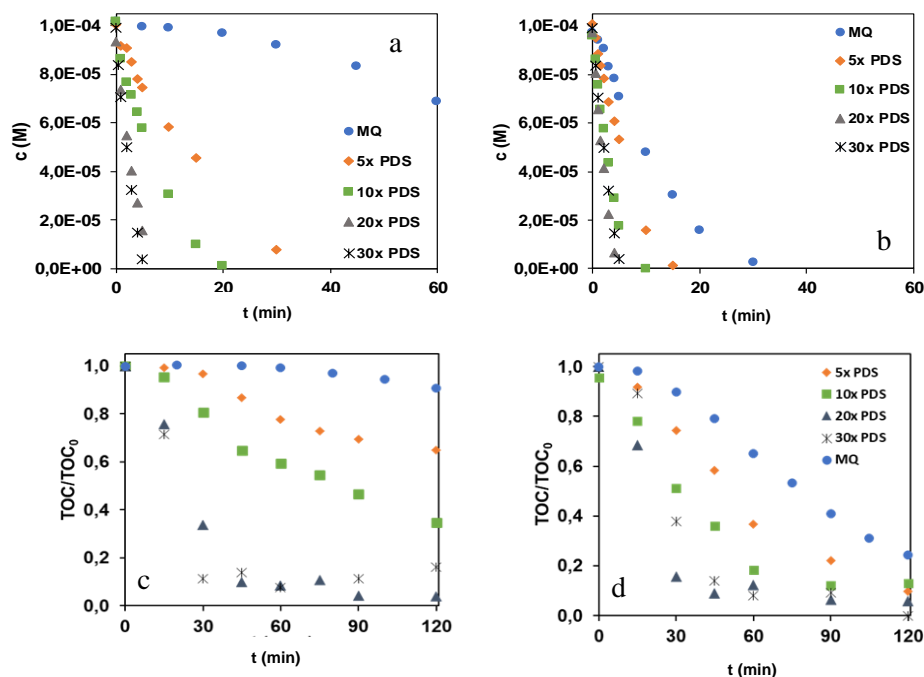 1,0E-04
8,0E-05
6,0E-05
4,0E-05
2,0E-05
0,0E+00
c (M)
0
20
40
60
t (min)
a
MQ
5x PDS
10x PDS
20x PDS
30x PDS
1,0E-04
8,0E-05
6,0E-05
4,0E-05
2,0E-05
0,0E+00
c (M)
0
20
40
60
t (min)
b
MQ
5x PDS
10x PDS
20x PDS
30x PDS
1,0
0,8
0,6
0,4
0,2
0,0
TOC/TOC0
0
30
60
90
120
t (min)
c
1,0
0,8
0,6
0,4
0,2
0,0
TOC/TOC0
0
30
60
90
120
t (min)
d
5x PDS
10x PDS
20x PDS
30x PDS
MQ